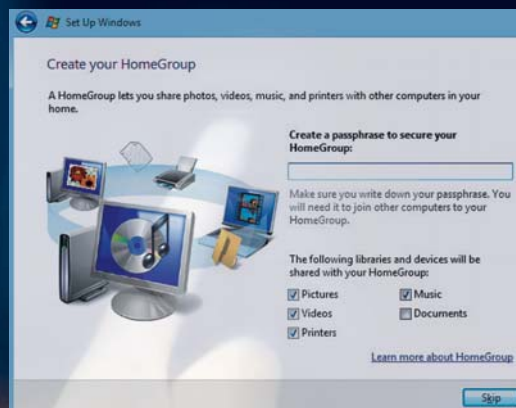 Set Up Windows
Create your HomeGroup
A HomeGroup lets you share photos, videos, music, and printers with other computers in your
home.
Create a passphrase to secure your
HomeGroup:
Make sure you write down your passphrase. You
will need it to join other computers to your
HomeGroup.
The following libraries and devices will be
shared with your HomeGroup:
Pictures
Music
Videos
Documents
Printers
Learn more about HomeGroup
Skip